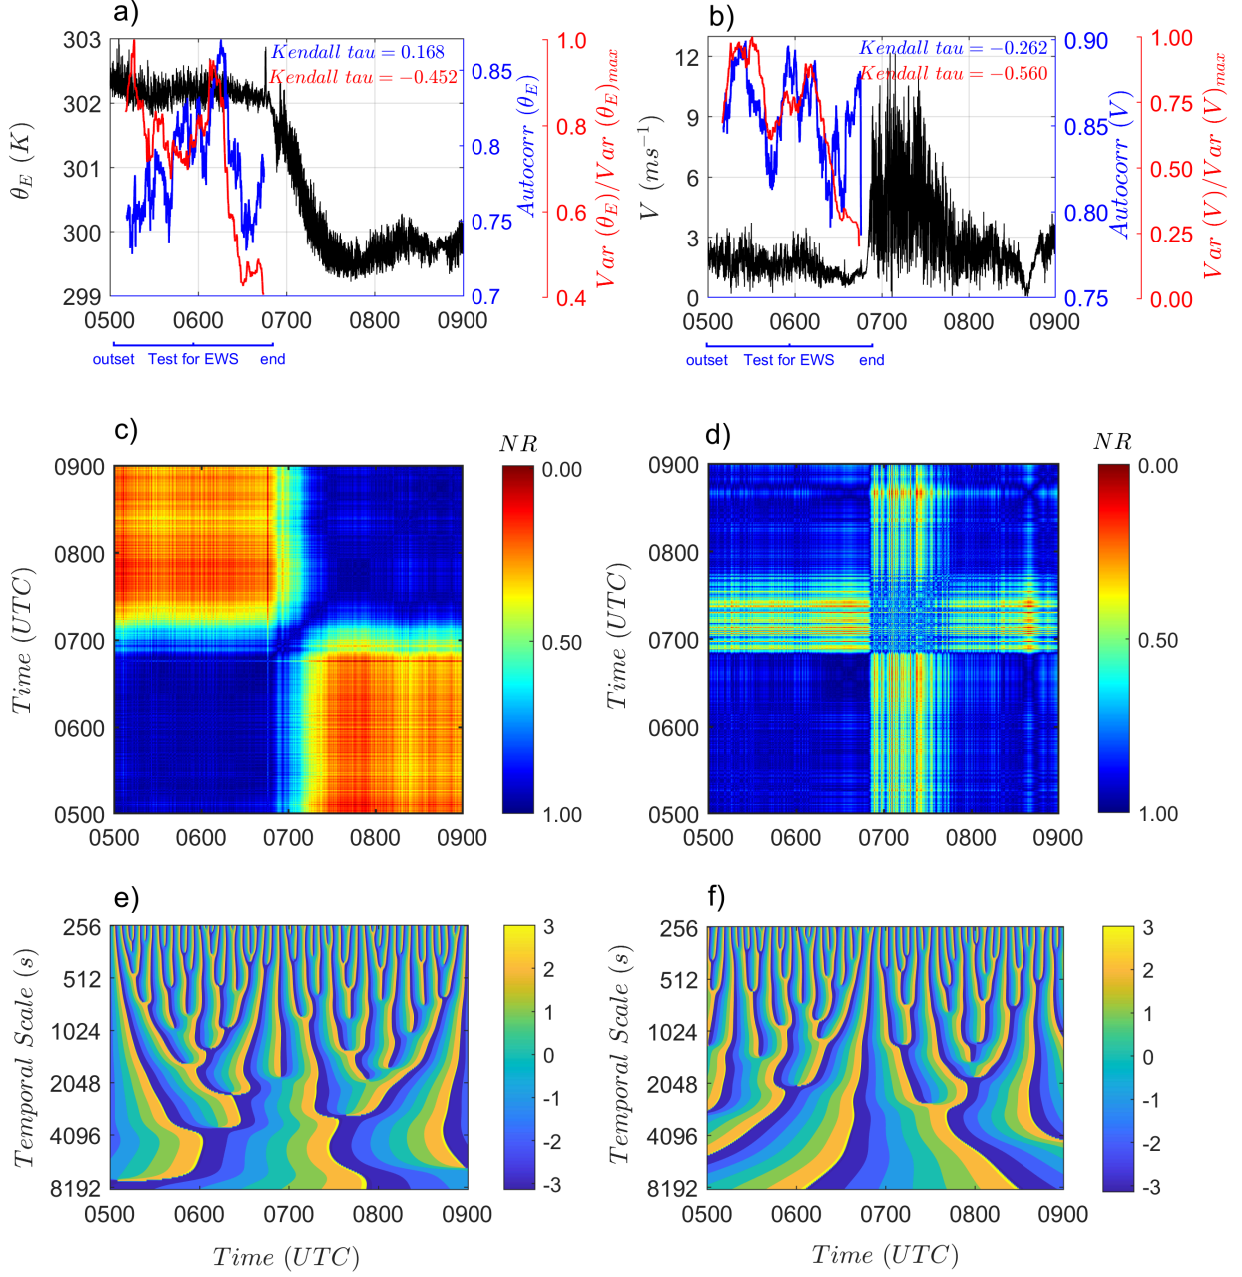 a)
303
302
301
300
299
θ_E (K)
Kendall tau = 0.168
Kendall tau = −0.452
0.85
0.8
0.75
0.7
Autocorr (θ_E)
1.0
0.8
0.6
0.4
Var (θ_E)/Var (θ_E)_max
0500 0600 0700 0800 0900
outset Test for EWS end
b)
12
9
6
3
0
V (ms⁻¹)
Kendall tau = −0.262
Kendall tau = −0.560
0.90
0.85
0.80
0.75
Autocorr (V)
1.00
0.75
0.50
0.25
0.00
Var (V)/Var (V)_max
0500 0600 0700 0800 0900
outset Test for EWS end
c)
0900
0800
0700
0600
0500
Time (UTC)
0500 0600 0700 0800 0900
NR
0.00
0.50
1.00
d)
0900
0800
0700
0600
0500
Time (UTC)
0500 0600 0700 0800 0900
NR
0.00
0.50
1.00
e)
256
512
1024
2048
4096
8192
Temporal Scale (s)
0500 0600 0700 0800 0900
Time (UTC)
3
2
1
0
-1
-2
-3
f)
256
512
1024
2048
4096
8192
Temporal Scale (s)
0500 0600 0700 0800 0900
Time (UTC)
3
2
1
0
-1
-2
-3